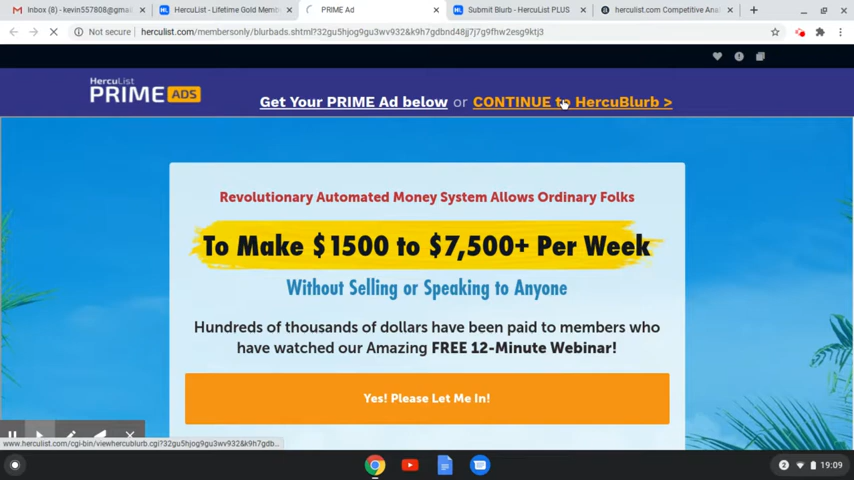 Inbox (8) - kevin557808@gmail.c
HercuList - Lifetime Gold Memb
PRIME Ad
Submit Blurb - HercuList PLUS
herculist.com Competitive Ana
Not secure herculist.com/membersonly/blurbads.shtml?32gu5hjog9gu3wv932&k9h7gdbnd48jj7j7g9fhw2esg9ktj3
HercuList
PRIME ADS
Get Your PRIME Ad below or CONTINUE to HercuBlurb >
Revolutionary Automated Money System Allows Ordinary Folks
To Make $1500 to $7,500+ Per Week
Without Selling or Speaking to Anyone
Hundreds of thousands of dollars have been paid to members who
have watched our Amazing FREE 12-Minute Webinar!
Yes! Please Let Me In!
www.herculist.com/cgi-bin/viewhercublurb.cgi?32gu5hjog9gu3wv932&k9h7gdb...
2
19:09